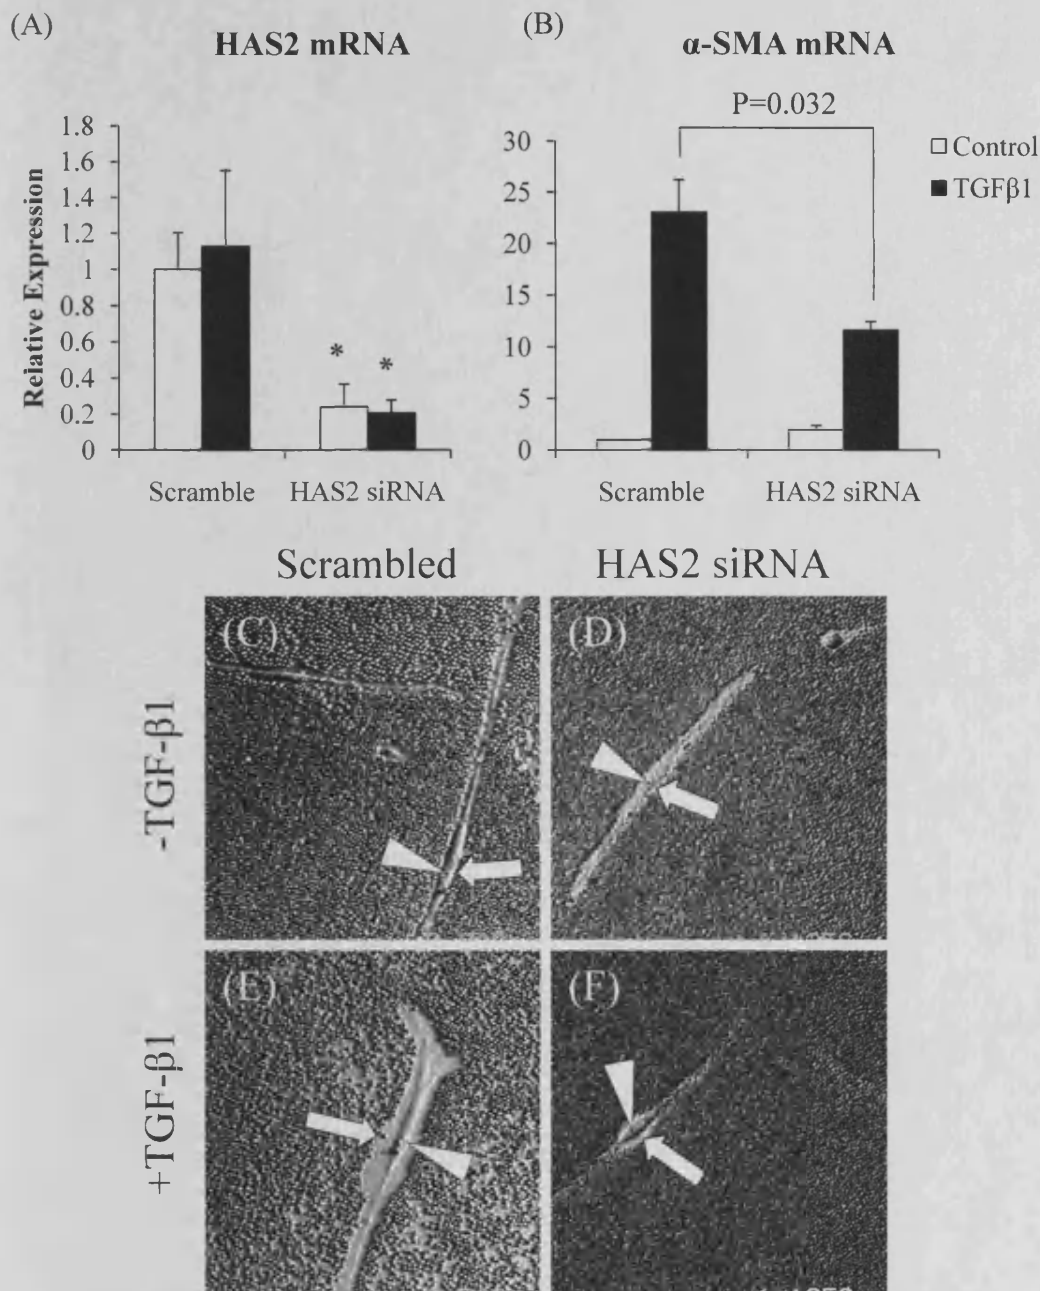 (A)
HAS2 mRNA
Relative Expression
1.8
1.6
1.4
1.2
1
0.8
0.6
0.4
0.2
0
*
*
Scramble
HAS2 siRNA
(B)
α-SMA mRNA
P=0.032
30
25
20
15
10
5
0
Control
TGFβ1
Scramble
HAS2 siRNA
Scrambled
HAS2 siRNA
-TGF-β1
(C)
(D)
+TGF-β1
(E)
(F)